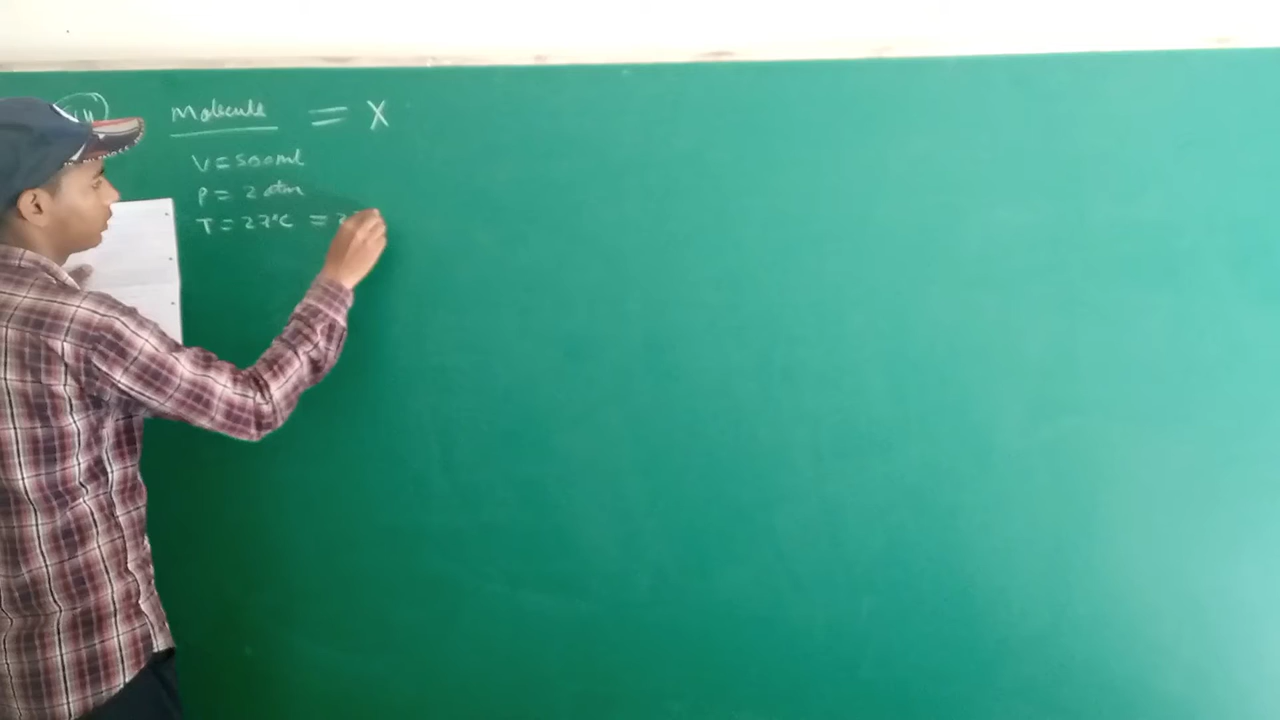 Molecule = X
V = 500ml
P = 2 atm
T = 27°C =